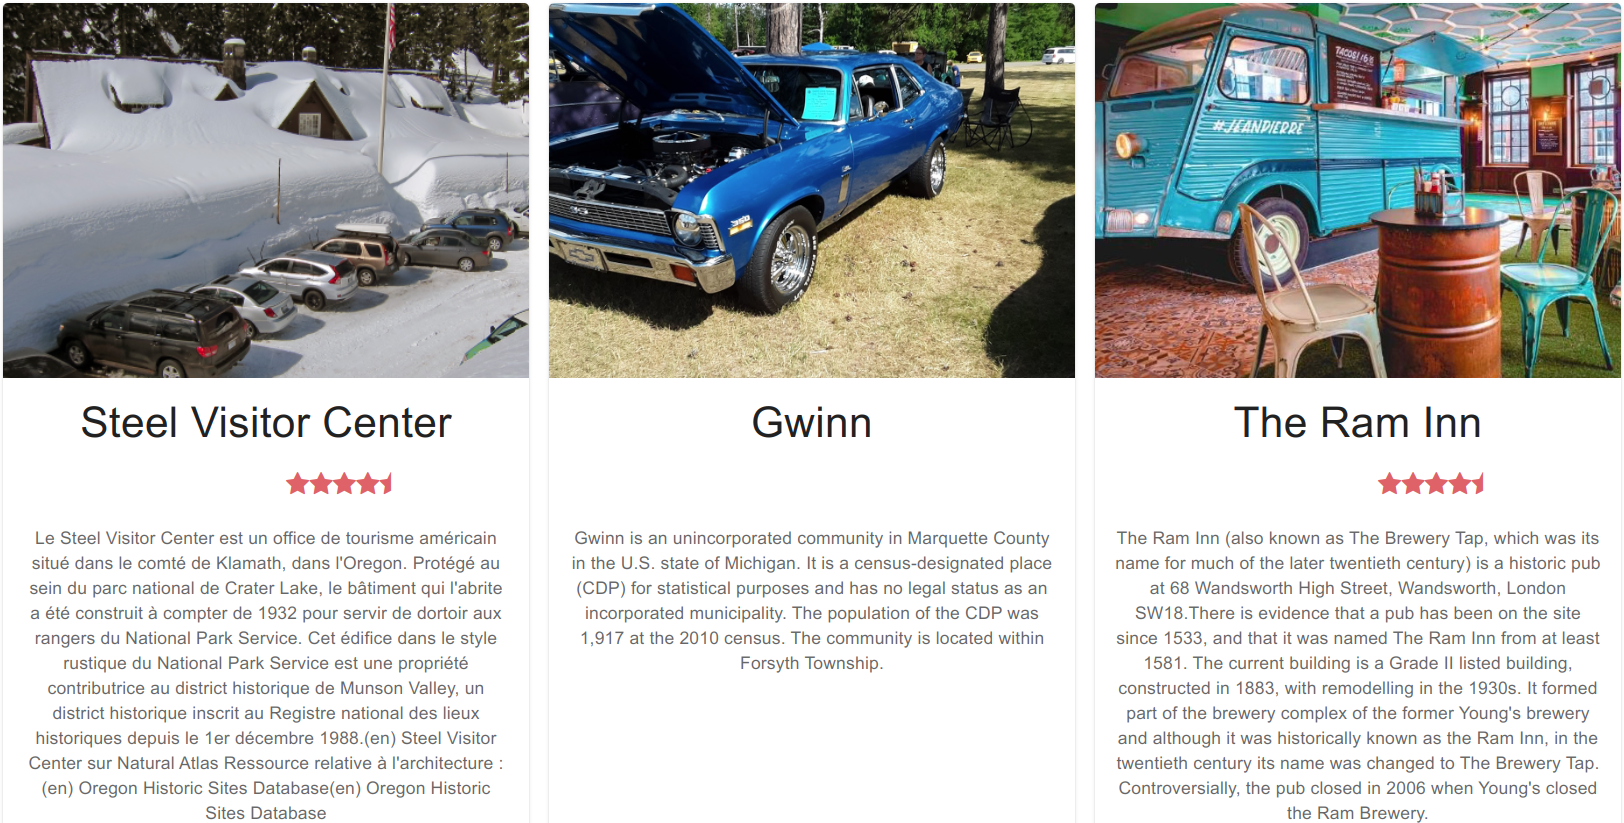 TACOS! £6.50
#JEANPIERRE
Steel Visitor Center
Gwinn
The Ram Inn
Le Steel Visitor Center est un office de tourisme américain
situé dans le comté de Klamath, dans l'Oregon. Protégé au
sein du parc national de Crater Lake, le bâtiment qui l'abrite
a été construit à compter de 1932 pour servir de dortoir aux
rangers du National Park Service. Cet édifice dans le style
rustique du National Park Service est une propriété
contributrice au district historique de Munson Valley, un
district historique inscrit au Registre national des lieux
historiques depuis le 1er décembre 1988.(en) Steel Visitor
Center sur Natural Atlas Ressource relative à l'architecture :
(en) Oregon Historic Sites Database(en) Oregon Historic
Sites Database
Gwinn is an unincorporated community in Marquette County
in the U.S. state of Michigan. It is a census-designated place
(CDP) for statistical purposes and has no legal status as an
incorporated municipality. The population of the CDP was
1,917 at the 2010 census. The community is located within
Forsyth Township.
The Ram Inn (also known as The Brewery Tap, which was its
name for much of the later twentieth century) is a historic pub
at 68 Wandsworth High Street, Wandsworth, London
SW18.There is evidence that a pub has been on the site
since 1533, and that it was named The Ram Inn from at least
1581. The current building is a Grade II listed building,
constructed in 1883, with remodelling in the 1930s. It formed
part of the brewery complex of the former Young's brewery
and although it was historically known as the Ram Inn, in the
twentieth century its name was changed to The Brewery Tap.
Controversially, the pub closed in 2006 when Young's closed
the Ram Brewery.